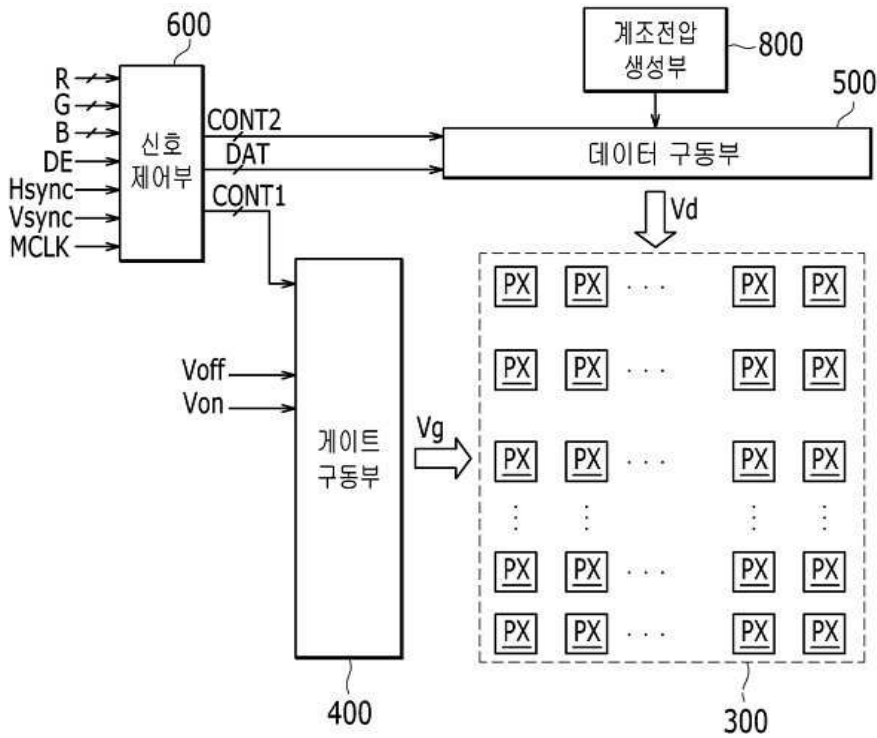 600
계조전압
생성부
800
R
G
B
DE
Hsync
Vsync
MCLK
신호
제어부
CONT2
DAT
CONT1
500
데이터 구동부
Vd
Voff
Von
게이트
구동부
Vg
PX PX . . . PX PX
PX PX . . . PX PX
PX PX . . . PX PX
PX PX . . . PX PX
PX PX . . . PX PX
400
300